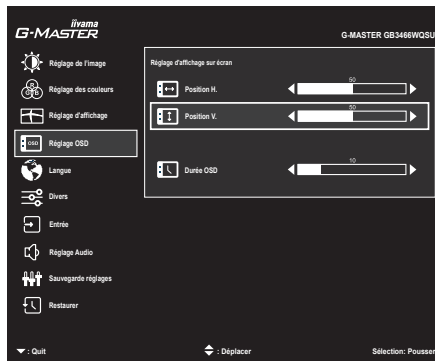 iiyama
G-MASTER
G-MASTER GB3466WQSU
Réglage de l'image
Réglage des couleurs
Réglage d'affichage
OSD Réglage OSD
Langue
Divers
Entrée
Réglage Audio
Sauvegarde réglages
Restaurer
Réglage d'affichage sur écran
Position H. 50
Position V. 50
Durée OSD 10
: Quit
: Déplacer
Sélection: Pousser